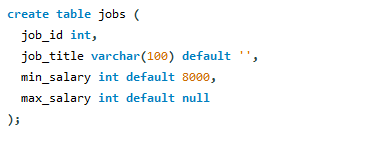 create table jobs (
  job_id int,
  job_title varchar(100) default '',
  min_salary int default 8000,
  max_salary int default null
);